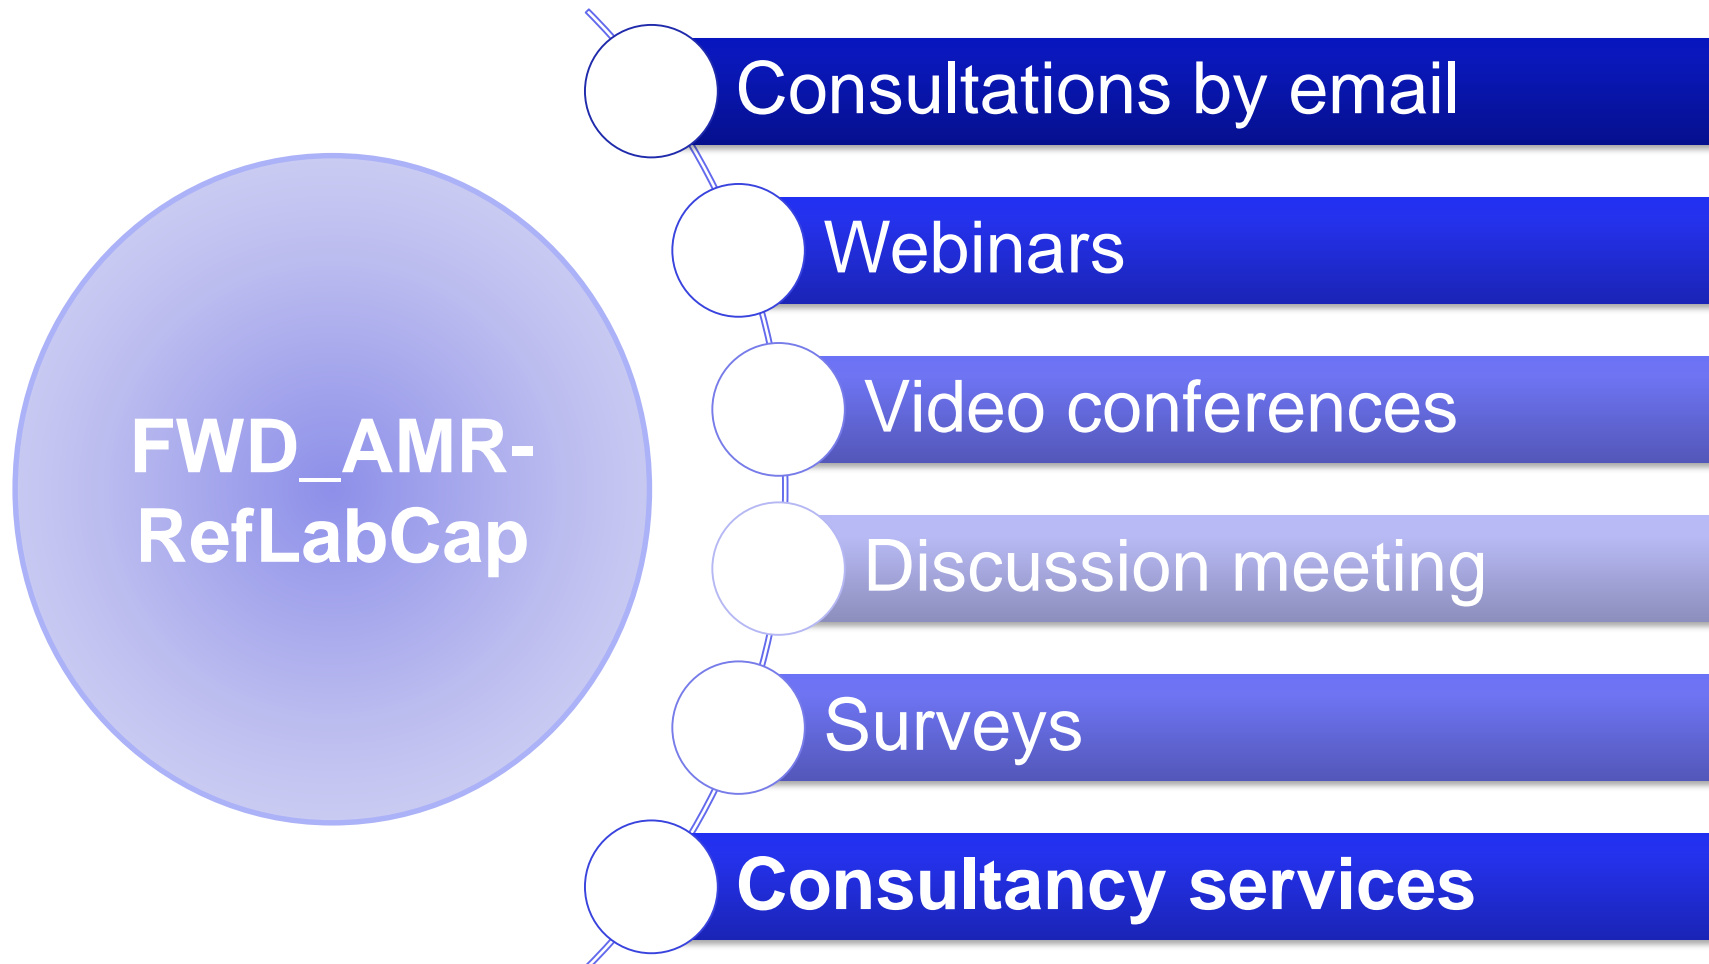 FWD_AMR-
RefLabCap
Consultations by email
Webinars
Video conferences
Discussion meeting
Surveys
Consultancy services